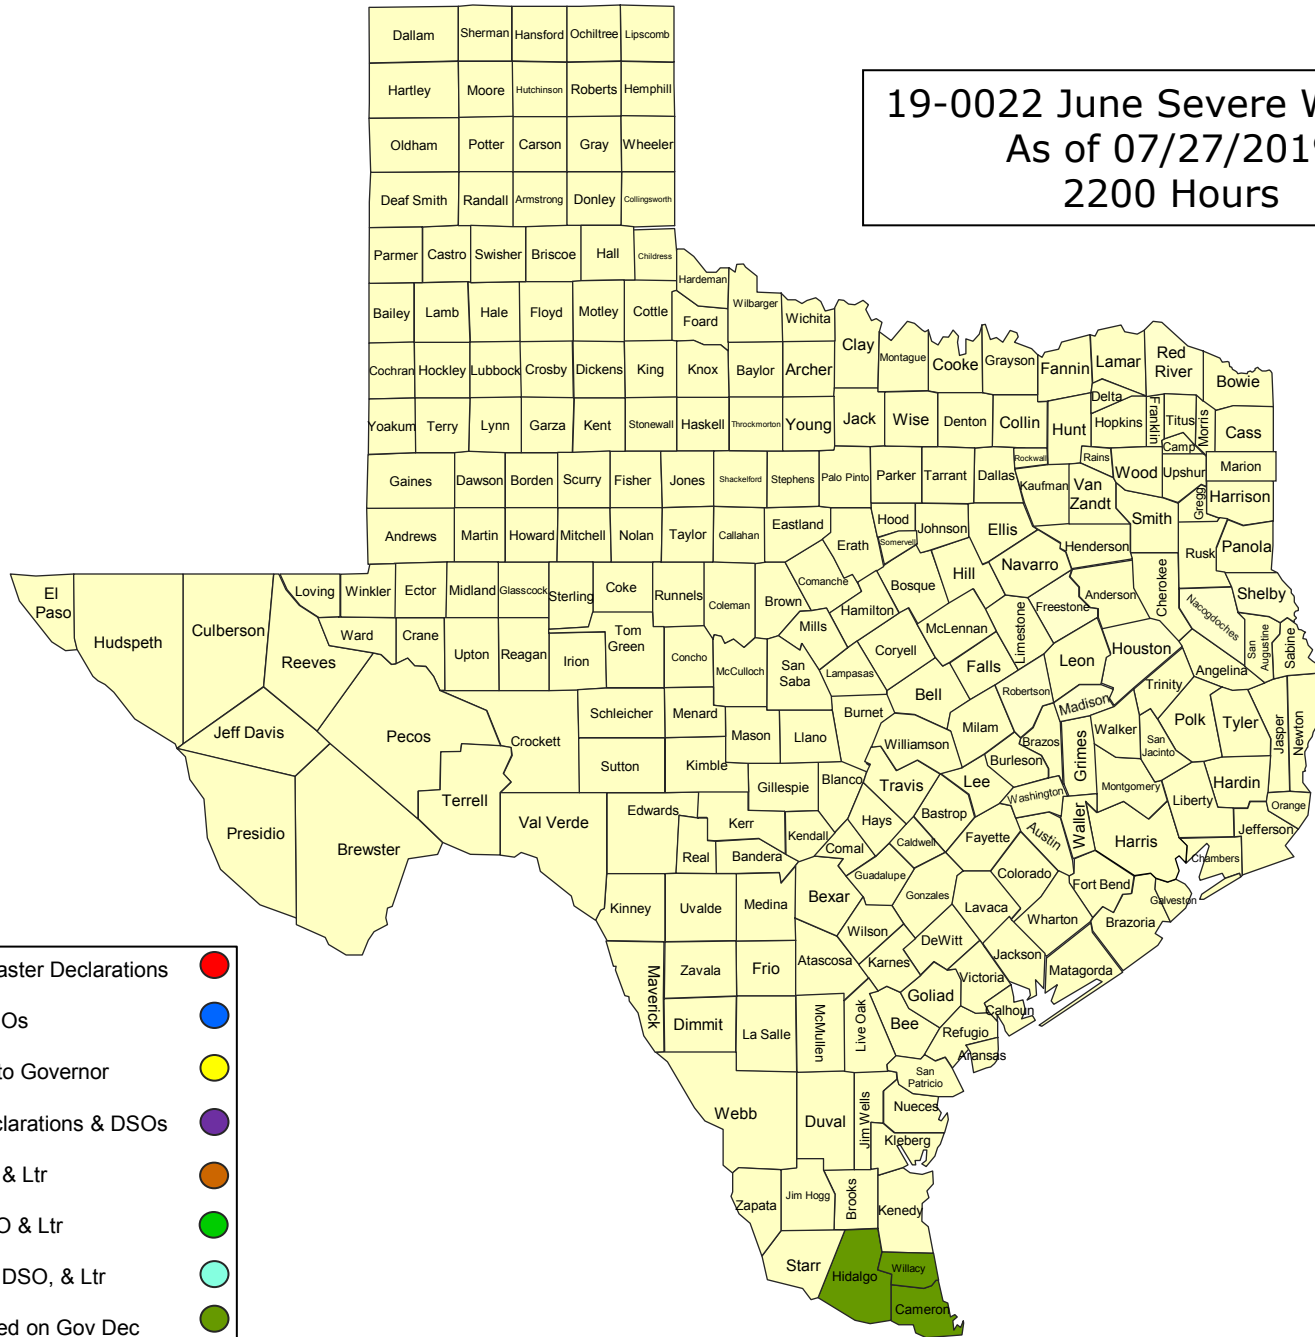 Dallam Sherman Hansford Ochiltree Lipscomb
Hartley Moore Hutchinson Roberts Hemphill
19-0022 June Severe
As of 07/27/201
2200 Hours
Oldham Potter Carson Gray Wheeler
Deaf Smith Randall Armstrong Donley Collingsworth
Parmer Castro Swisher Briscoe Hall Childress
Hardeman
Bailey Lamb Hale Floyd Motley Cottle Foard Wilbarger Wichita
Clay Montague Cooke Grayson Fannin Lamar Red River Bowie
Cochran Hockley Lubbock Crosby Dickens King Knox Baylor Archer
Delta
Yoakum Terry Lynn Garza Kent Stonewall Haskell Throckmorton Young Jack Wise Denton Collin Hunt Hopkins Franklin Titus Morris Cass
Camp
Rockwall Rains
Gaines Dawson Borden Scurry Fisher Jones Shackelford Stephens Palo Pinto Parker Tarrant Dallas Kaufman Van Zandt Wood Upshur Marion
Gregg Harrison
Andrews Martin Howard Mitchell Nolan Taylor Callahan Eastland Erath Hood Somervell Johnson Ellis Henderson Smith Rusk Panola
El Paso Hudspeth Culberson Loving Winkler Ector Midland Glasscock Sterling Coke Runnels Coleman Brown Comanche Hamilton Bosque Hill Navarro Freestone Anderson Cherokee Nacogdoches Shelby
Reeves Ward Crane Upton Reagan Irion Tom Green Concho McCulloch San Saba Mills Lampasas Coryell McLennan Limestone Falls Leon Houston Angelina San Augustine Sabine
Jeff Davis Pecos Crockett Schleicher Menard Mason Llano Burnet Bell Milam Robertson Madison Trinity Walker San Jacinto Polk Tyler Jasper Newton
Terrell Sutton Kimble Gillespie Blanco Williamson Travis Lee Burleson Brazos Grimes Washington Montgomery Liberty Hardin Orange
Presidio Brewster Val Verde Edwards Kerr Real Bandera Kendall Comal Hays Caldwell Bastrop Fayette Austin Waller Harris Chambers Jefferson
Kinney Uvalde Medina Bexar Guadalupe Gonzales Lavaca Colorado Fort Bend Galveston
Wilson Wharton Brazoria
Maverick Zavala Frio Atascosa Karnes DeWitt Jackson Matagorda
Victoria
Dimmit La Salle McMullen Live Oak Bee Goliad Refugio Calhoun
Aransas
San Patricio
Webb Duval Jim Wells Nueces
Kleberg
Zapata Jim Hogg Brooks Kenedy
Starr Hidalgo Willacy
Cameron
aster Declarations
Os
to Governor
clarations & DSOs
& Ltr
O & Ltr
DSO, & Ltr
ed on Gov Dec